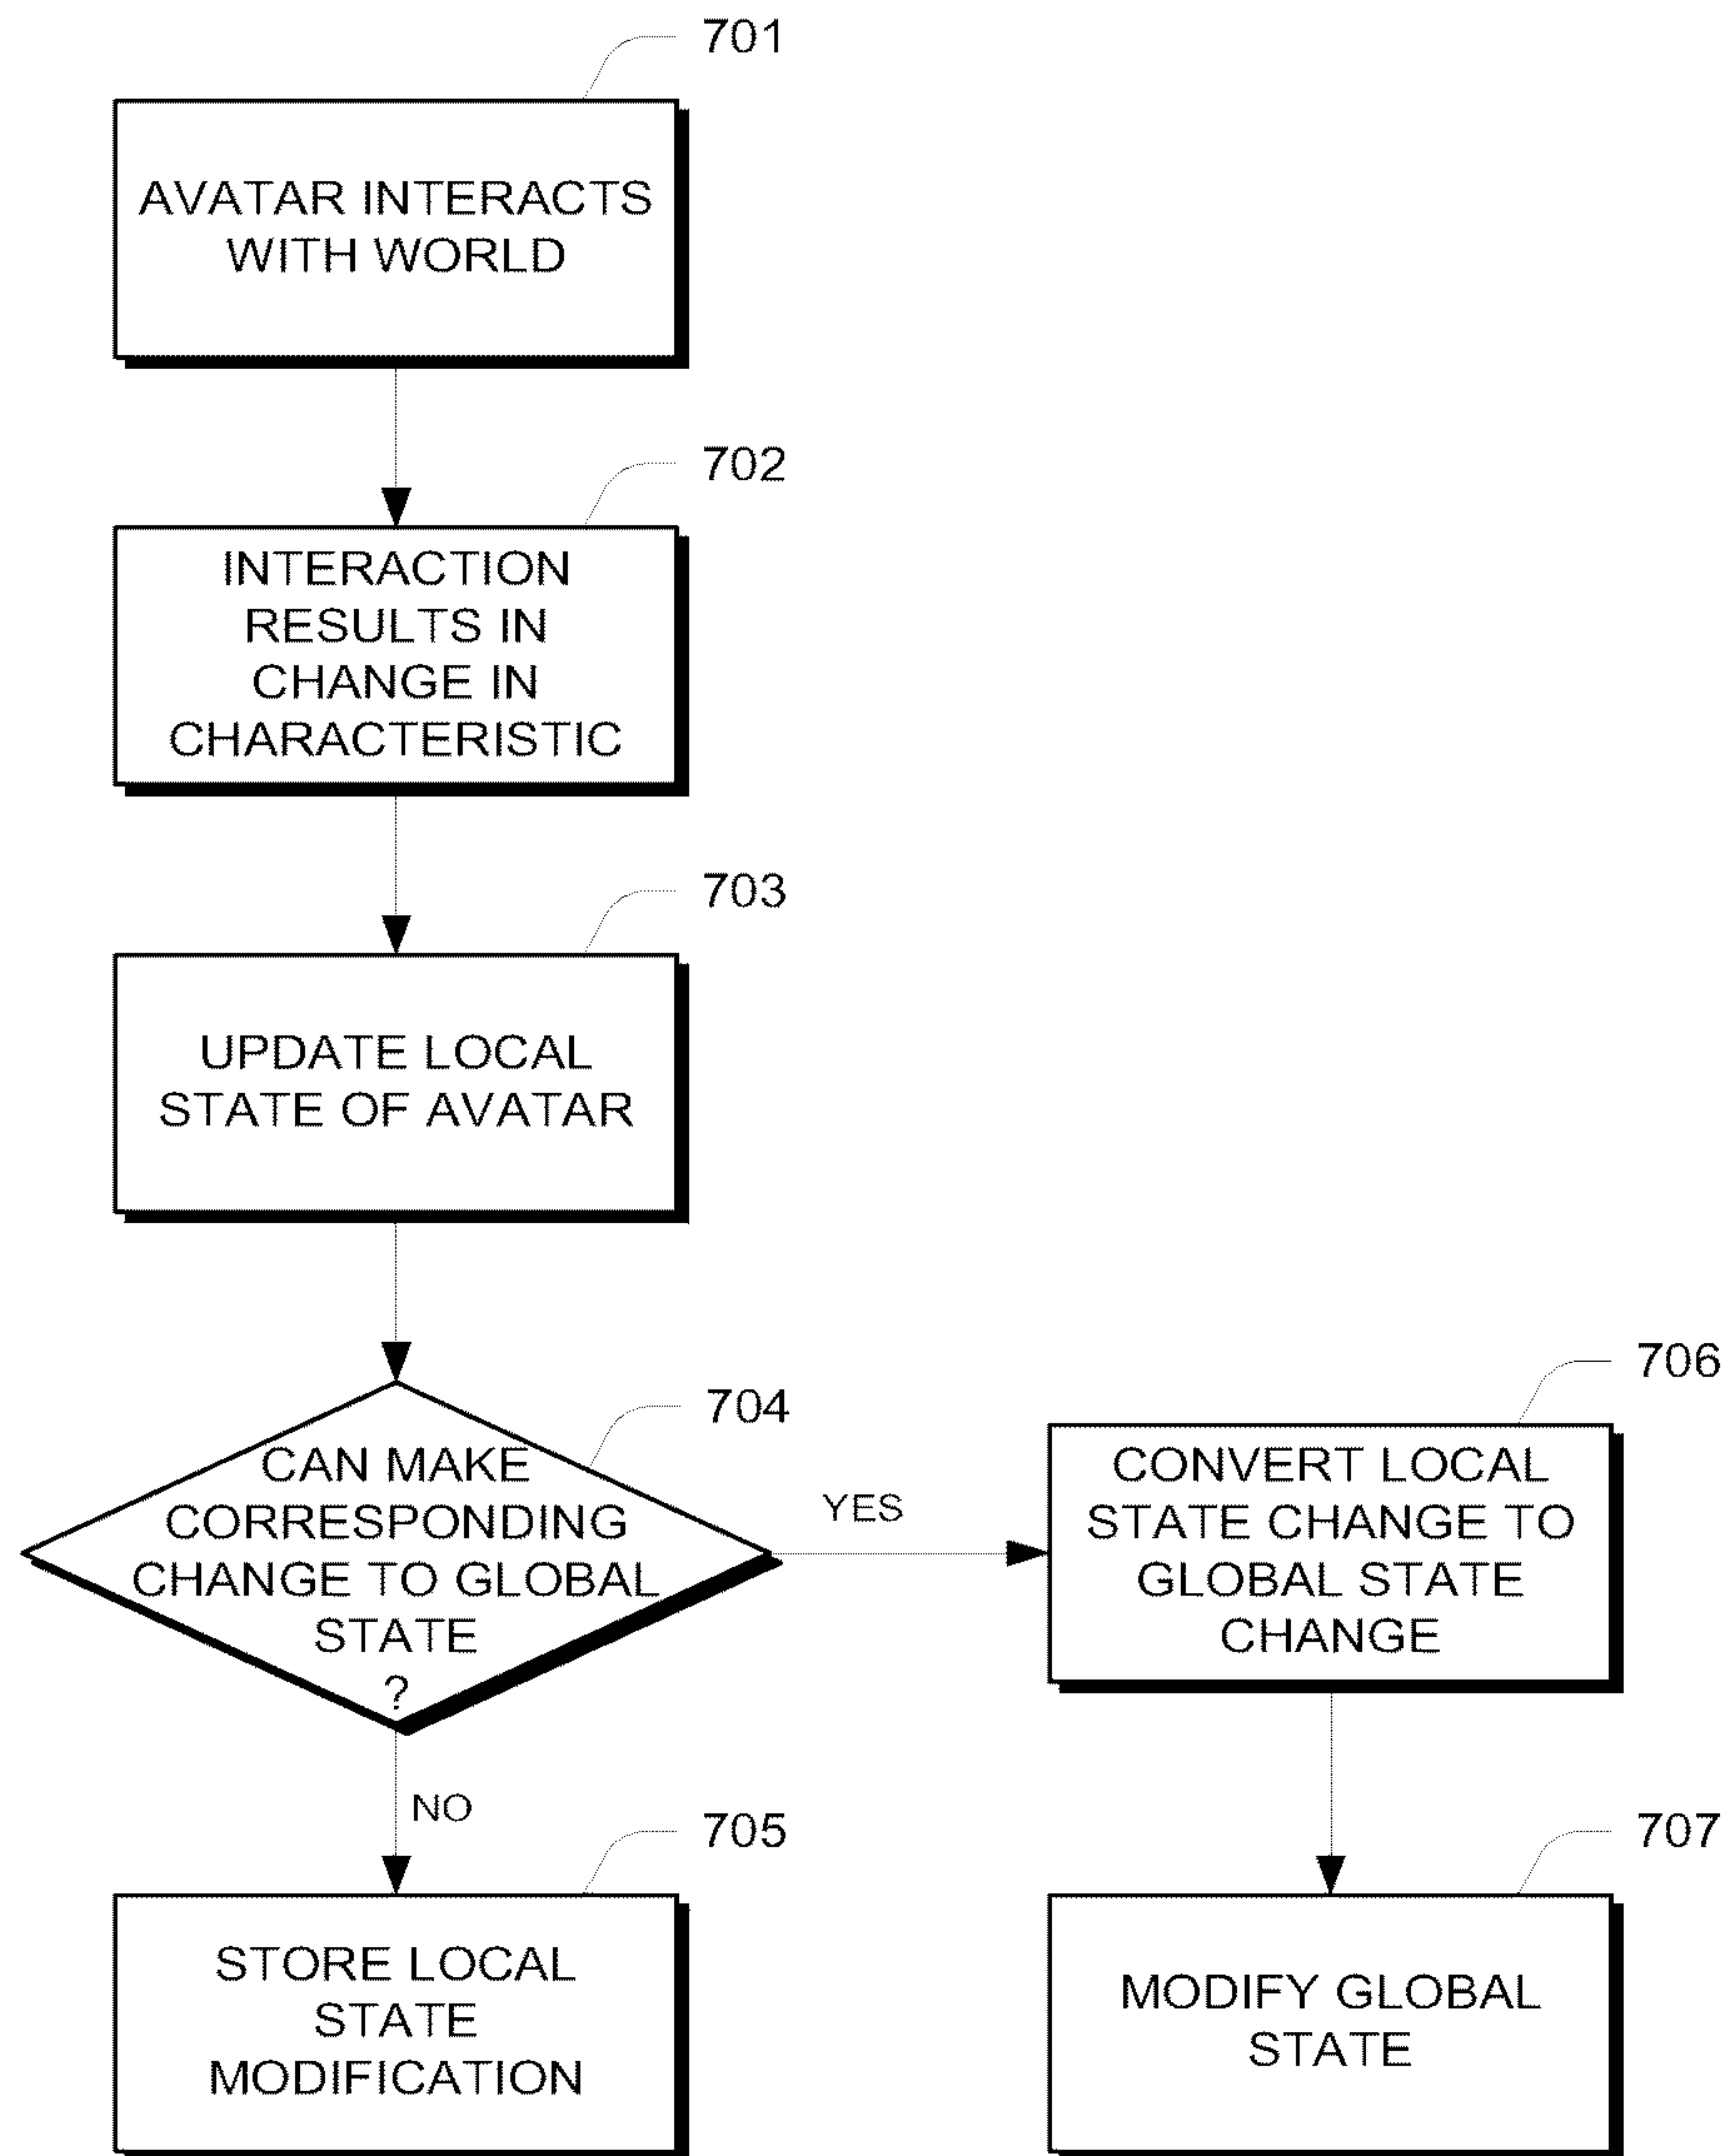 701
AVATAR INTERACTS
WITH WORLD
702
INTERACTION
RESULTS IN
CHANGE IN
CHARACTERISTIC
703
UPDATE LOCAL
STATE OF AVATAR
704
CAN MAKE
CORRESPONDING
CHANGE TO GLOBAL
STATE
?
YES
NO
705
STORE LOCAL
STATE
MODIFICATION
706
CONVERT LOCAL
STATE CHANGE TO
GLOBAL STATE
CHANGE
707
MODIFY GLOBAL
STATE